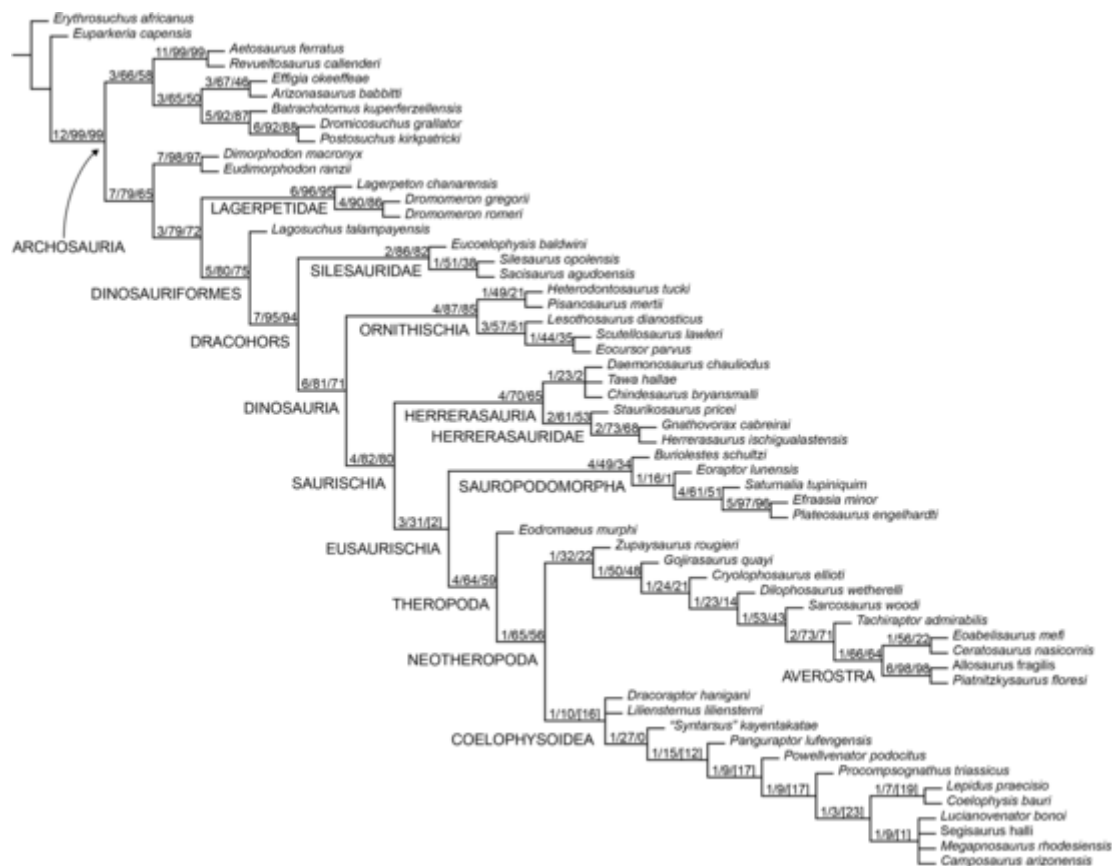 Erythrosuchus africanus
Euparkeria capensis
11/99/99
Aetosaurus ferratus
Revueltosaurus callenderi
3/66/58
3/67/46
Effigia okeeffeae
Arizonasaurus babbitti
3/65/50
5/92/87
Batrachotomus kuperferzellensis
6/92/88
Dromicosuchus grallator
Postosuchus kirkpatricki
12/99/99
7/98/97
Dimorphodon macronyx
Eudimorphodon ranzii
7/79/65
6/96/95
Lagerpeton chanarensis
LAGERPETIDAE
4/90/86
Dromomeron gregorii
Dromomeron romeri
3/79/72
ARCHOSAURIA
Lagosuchus talampayensis
5/80/75
2/86/82
Eucoelophysis baldwini
SILESAURIDAE
1/51/38
Silesaurus opolensis
Sacisaurus agudoensis
DINOSAURIFORMES
7/95/94
4/87/85
1/49/21
Heterodontosaurus tucki
Pisanosaurus mertii
ORNITHISCHIA
3/57/51
Lesothosaurus dianosticus
1/44/35
Scutellosaurus lawleri
Eocursor parvus
DRACOHORS
6/81/71
1/23/2
Daemonosaurus chauliodus
Tawa hallae
Chindesaurus bryansmalli
4/70/65
HERRERASAURIA
2/61/53
Staurikosaurus pricei
HERRERASAURIDAE
2/73/68
Gnathovorax cabreirai
Herrerasaurus ischigualastensis
DINOSAURIA
4/82/80
4/49/34
Buriolestes schultzi
SAUROPODOMORPHA
1/16/1
Eoraptor lunensis
4/61/51
Saturnalia tupiniquim
5/97/96
Efraasia minor
Plateosaurus engelhardti
SAURISCHIA
3/31/[2]
Eodromaeus murphi
EUSAURISCHIA
4/64/59
1/32/22
Zupaysaurus rougieri
1/50/48
Gojirasaurus quayi
1/24/21
Cryolophosaurus ellioti
1/23/14
Dilophosaurus wetherelli
1/53/43
Sarcosaurus woodi
2/73/71
Tachiraptor admirabilis
1/66/64
1/56/22
Eoabelisaurus mefi
Ceratosaurus nasicornis
6/98/98
Allosaurus fragilis
Piatnitzkysaurus floresi
AVEROSTRA
THEROPODA
1/65/56
NEOTHEROPODA
1/10/[16]
Dracoraptor hanigani
Liliensternus liliensterni
COELOPHYSOIDEA
1/27/0
"Syntarsus" kayentakatae
1/15/[12]
Panguraptor lufengensis
1/9/[17]
Powellvenator podocitus
1/9/[17]
Procompsognathus triassicus
1/3/[23]
1/7/[19]
Lepidus praecisio
Coelophysis bauri
1/9/[1]
Lucianovenator bonoi
Segisaurus halli
Megapnosaurus rhodesiensis
Camposaurus arizonensis